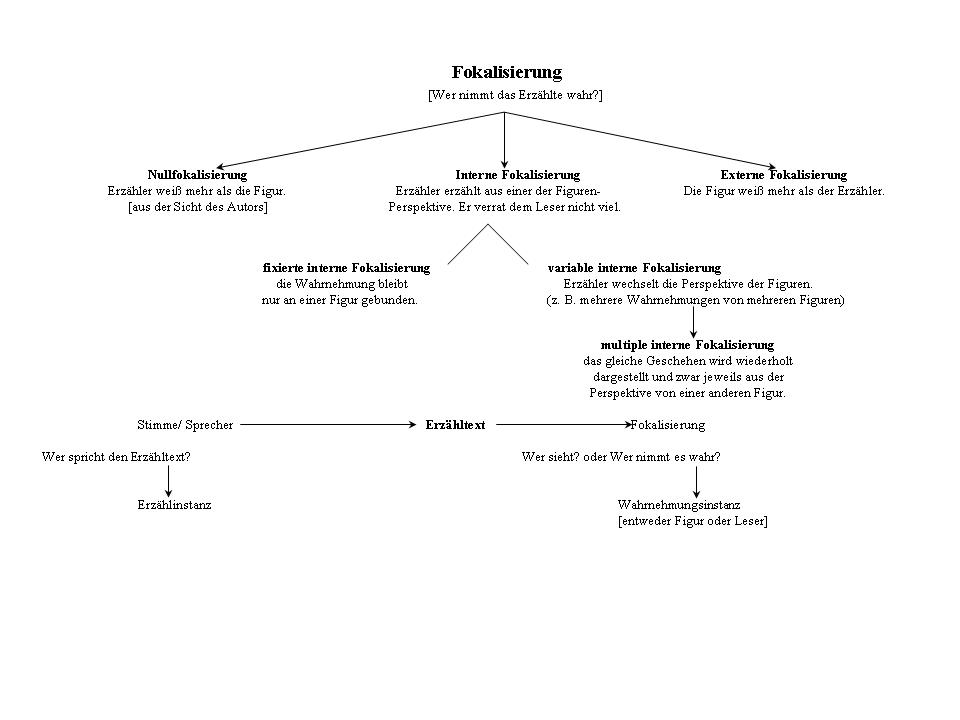 Fokalisierung
[Wer nimmt das Erzählte wahr?]
Nullfokalisierung
Erzähler weiß mehr als die Figur.
[aus der Sicht des Autors]
Interne Fokalisierung
Erzähler erzählt aus einer der Figuren-
Perspektive. Er verrat dem Leser nicht viel.
Externe Fokalisierung
Die Figur weiß mehr als der Erzähler.
fixierte interne Fokalisierung
die Wahrnehmung bleibt
nur an einer Figur gebunden.
variable interne Fokalisierung
Erzähler wechselt die Perspektive der Figuren.
(z. B. mehrere Wahrnehmungen von mehreren Figuren)
multiple interne Fokalisierung
das gleiche Geschehen wird wiederholt
dargestellt und zwar jeweils aus der
Perspektive von einer anderen Figur.
Stimme/ Sprecher
Erzähltext
Fokalisierung
Wer spricht den Erzähltext?
Wer sieht? oder Wer nimmt es wahr?
Erzählinstanz
Wahrnehmungsinstanz
[entweder Figur oder Leser]